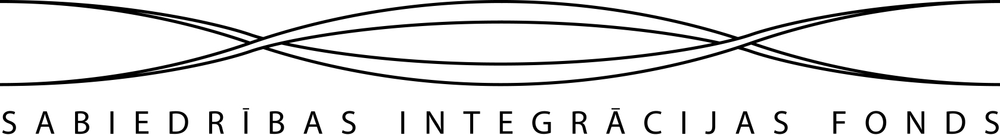 SABIEDRĪBAS INTEGRĀCIJAS FONDS